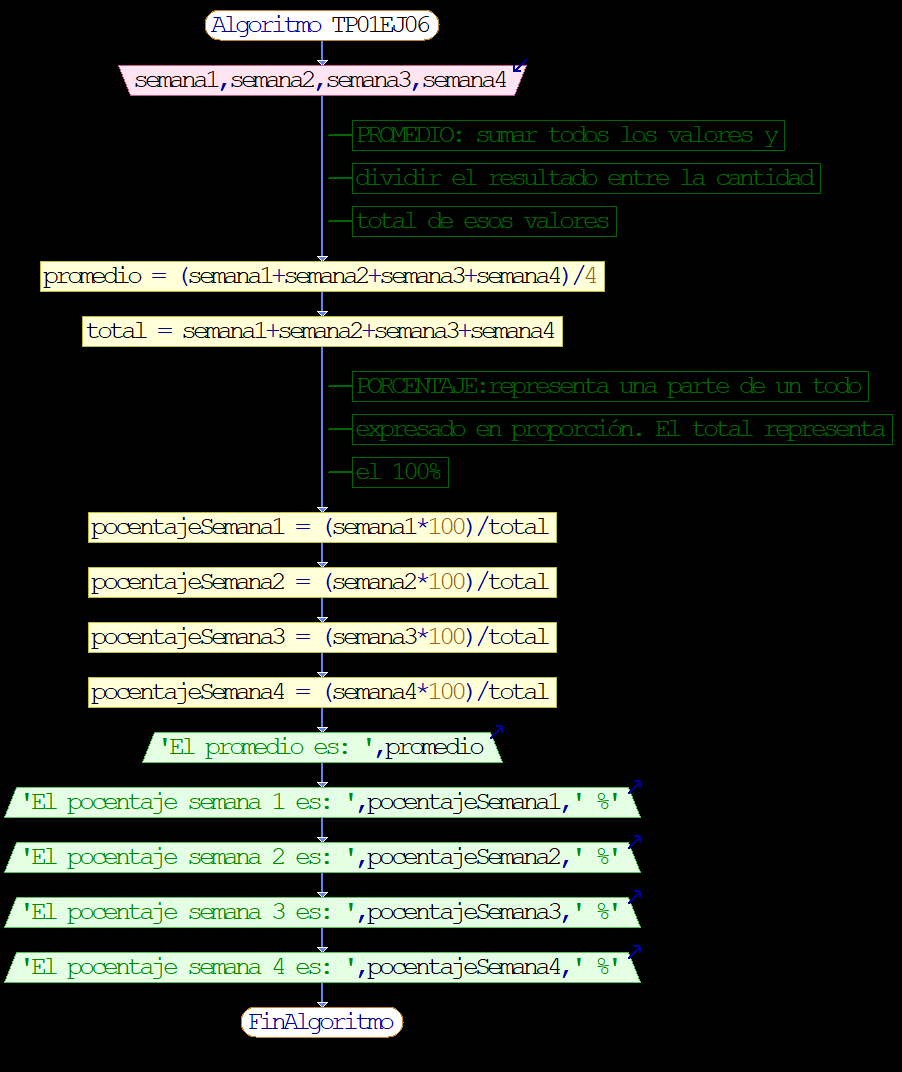 Algoritmo TP01EJ06
semana1,semana2,semana3,semana4
PROMEDIO: sumar todos los valores y
dividir el resultado entre la cantidad
total de esos valores
promedio = (semana1+semana2+semana3+semana4)/4
total = semana1+semana2+semana3+semana4
PORCENTAJE:representa una parte de un todo
expresado en proporción. El total representa
el 100%
pocentajeSemana1 = (semana1*100)/total
pocentajeSemana2 = (semana2*100)/total
pocentajeSemana3 = (semana3*100)/total
pocentajeSemana4 = (semana4*100)/total
'El promedio es: ',promedio
'El pocentaje semana 1 es: ',pocentajeSemana1,' %'
'El pocentaje semana 2 es: ',pocentajeSemana2,' %'
'El pocentaje semana 3 es: ',pocentajeSemana3,' %'
'El pocentaje semana 4 es: ',pocentajeSemana4,' %'
FinAlgoritmo